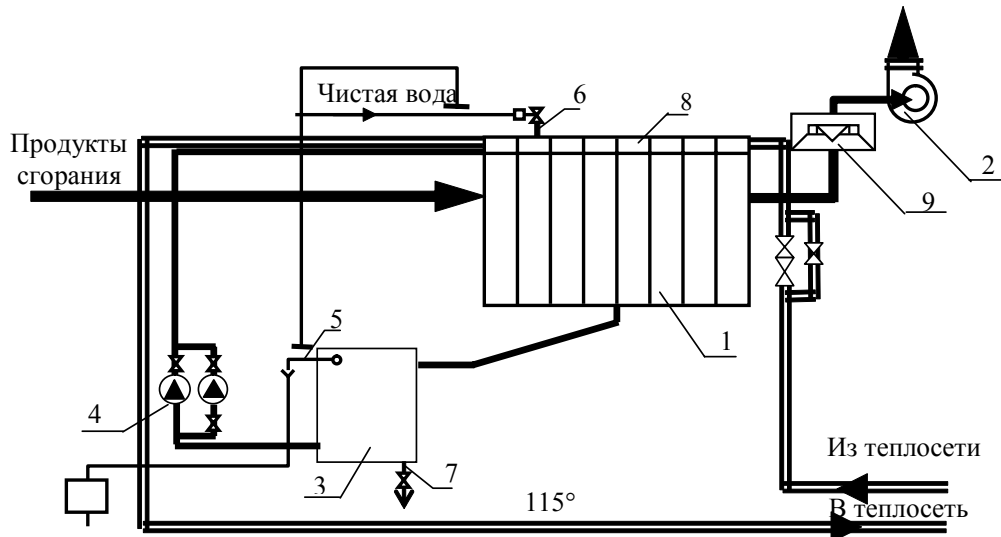 Чистая вода
6
8
2
Продукты
сгорания
9
5
1
4
3
7
Из теплосети
115°
В теплосеть